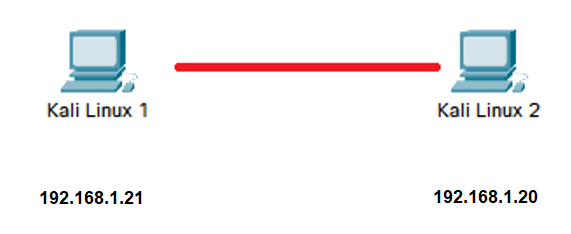 Kali Linux 1
Kali Linux 2
192.168.1.21
192.168.1.20